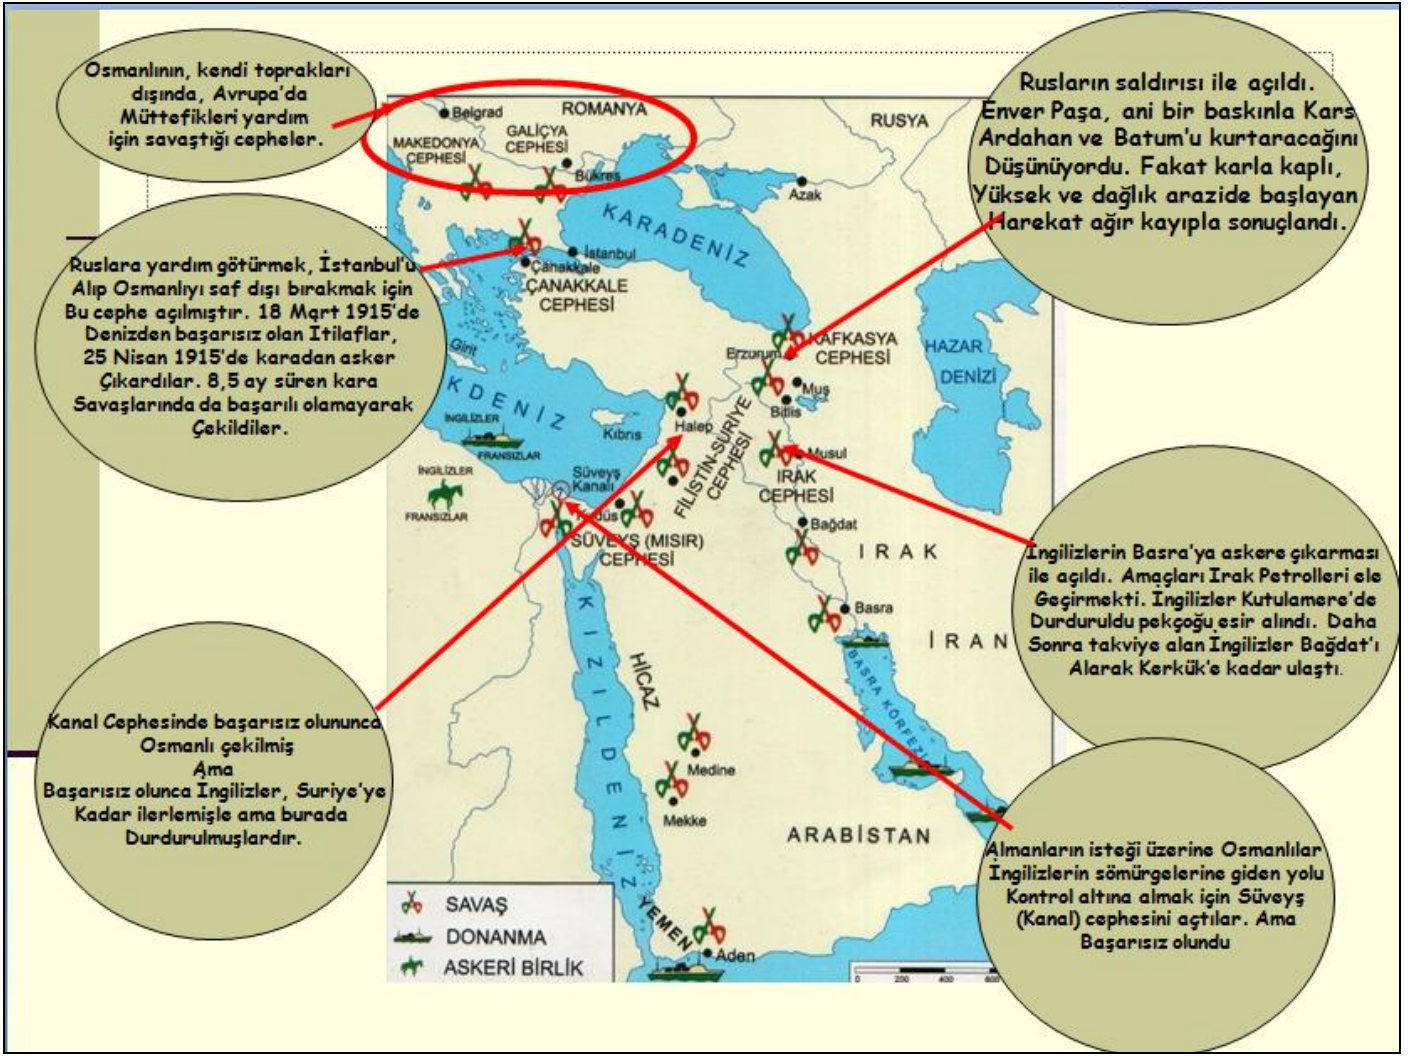 Osmanlının, kendi toprakları
dışında, Avrupa'da
Müttefikleri yardım
için savaştığı cepheler.
Rusların saldırısı ile açıldı.
Enver Paşa, ani bir baskınla Kars
Ardahan ve Batum'u kurtaracağını
Düşünüyordu. Fakat karla kaplı,
Yüksek ve dağlık arazide başlayan
Harekat ağır kayıpla sonuçlandı.
Ruslara yardım götürmek, İstanbul'u
Alıp Osmanlıyı saf dışı bırakmak için
Bu cephe açılmıştır. 18 Mart 1915'de
Denizden başarısız olan İtilaflar,
25 Nisan 1915'de karadan asker
Çıkardılar. 8,5 ay süren kara
Savaşlarında da başarılı olamayarak
Çekildiler.
İngilizlerin Basra'ya askere çıkarması
ile açıldı. Amaçları Irak Petrolleri ele
Geçirmekti. İngilizler Kutulamere'de
Durduruldu pekçoğu esir alındı. Daha
Sonra takviye alan İngilizler Bağdat'ı
Alarak Kerkük'e kadar ulaştı.
Kanal Cephesinde başarısız olununca
Osmanlı çekilmiş
Ama
Başarısız olunca İngilizler, Suriye'ye
Kadar ilerlemişle ama burada
Durdurulmuşlardır.
Almanların isteği üzerine Osmanlılar
İngilizlerin sömürgelerine giden yolu
Kontrol altına almak için Süveyş
(Kanal) cephesini açtılar. Ama
Başarısız olundu
Belgrad
ROMANYA
MAKEDONYA
CEPHESİ
GALİÇYA
CEPHESİ
Bükreş
RUSYA
Azak
KARADENİZ
İstanbul
Çanakkale
ÇANAKKALE
CEPHESİ
Girit
KDENİZ
İNGİLİZLER
FRANSIZLAR
İNGİLİZLER
FRANSIZLAR
Kıbrıs
Erzurum
KAFKASYA
CEPHESİ
Muş
Bitlis
HAZAR
DENİZİ
Halep
FİLİSTİN-SURİYE
CEPHESİ
Musul
IRAK
CEPHESİ
Süveyş
Kanalı
Kudüs
SÜVEYŞ (MISIR)
CEPHESİ
Bağdat
IRAK
Basra
İRAN
BASRA KÖRFEZİ
KIZILDENİZ
HİCAZ
Medine
Mekke
ARABİSTAN
YEMEN
Aden
SAVAŞ
DONANMA
ASKERİ BİRLİK
0 200 400 600